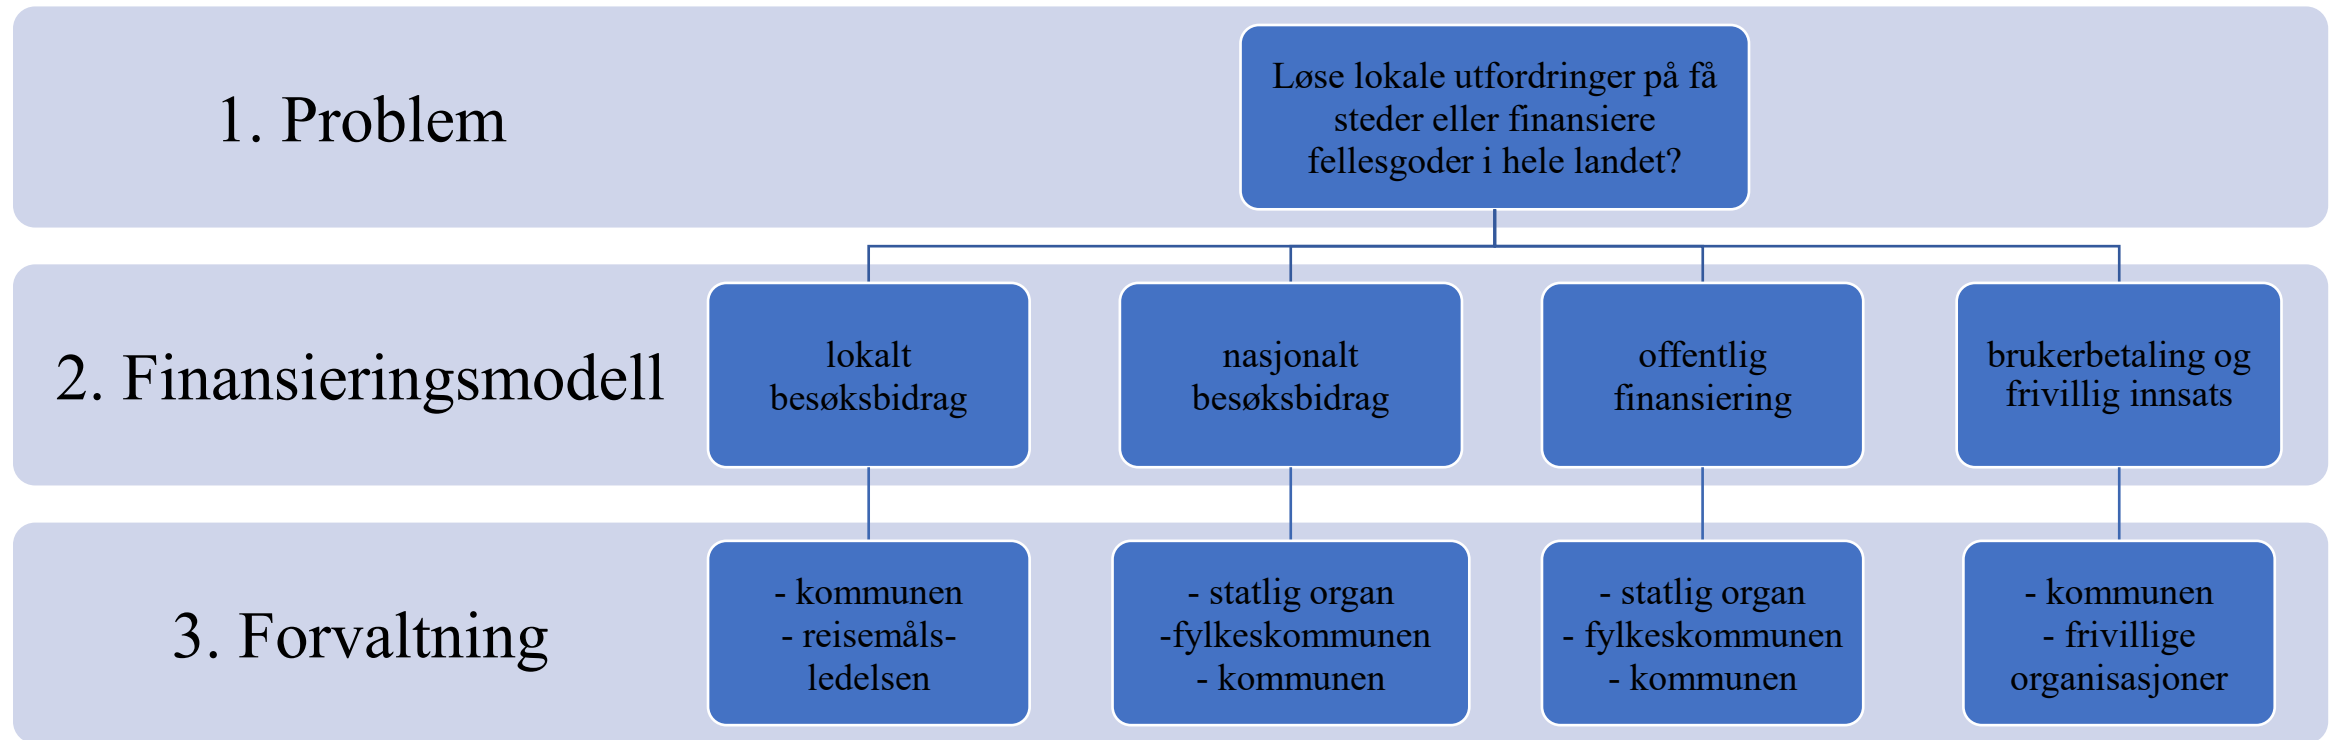 1. Problem
Løse lokale utfordringer på få
steder eller finansiere
fellesgoder i hele landet?
2. Finansieringsmodell
lokalt
besøksbidrag
nasjonalt
besøksbidrag
offentlig
finansiering
brukerbetaling og
frivillig innsats
3. Forvaltning
- kommunen
- reisemåls-
ledelsen
- statlig organ
-fylkeskommunen
- kommunen
- statlig organ
- fylkeskommunen
- kommunen
- kommunen
- frivillige
organisasjoner